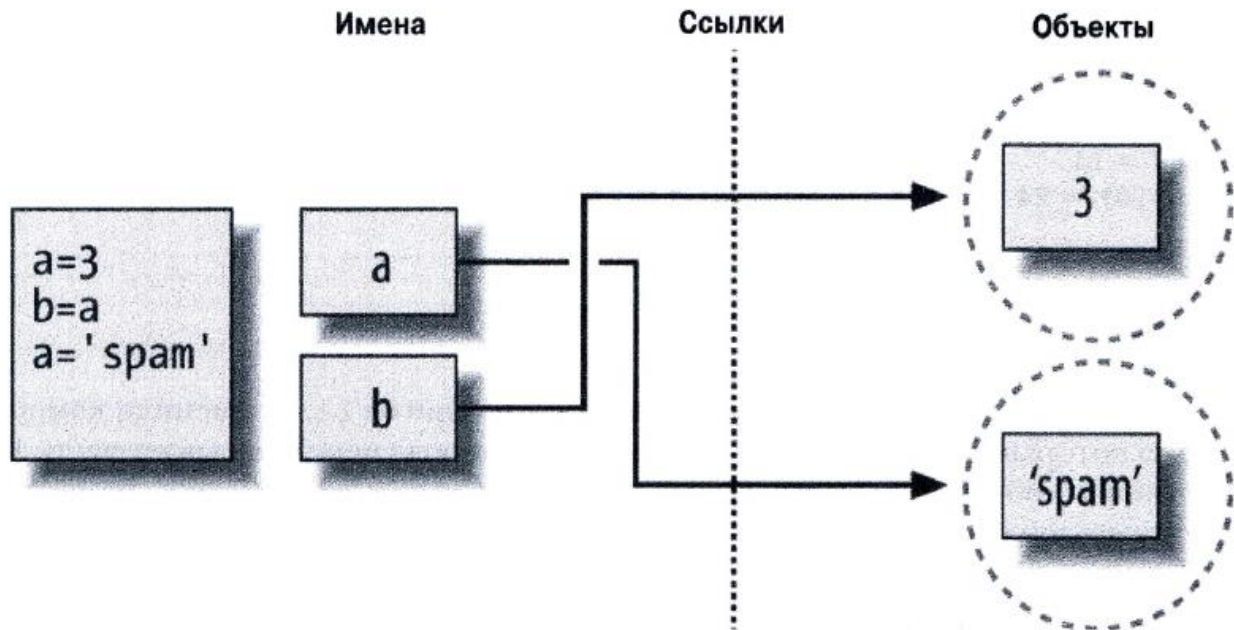 Имена
Ссылки
Объекты
a=3
b=a
a='spam'
a
b
3
'spam'